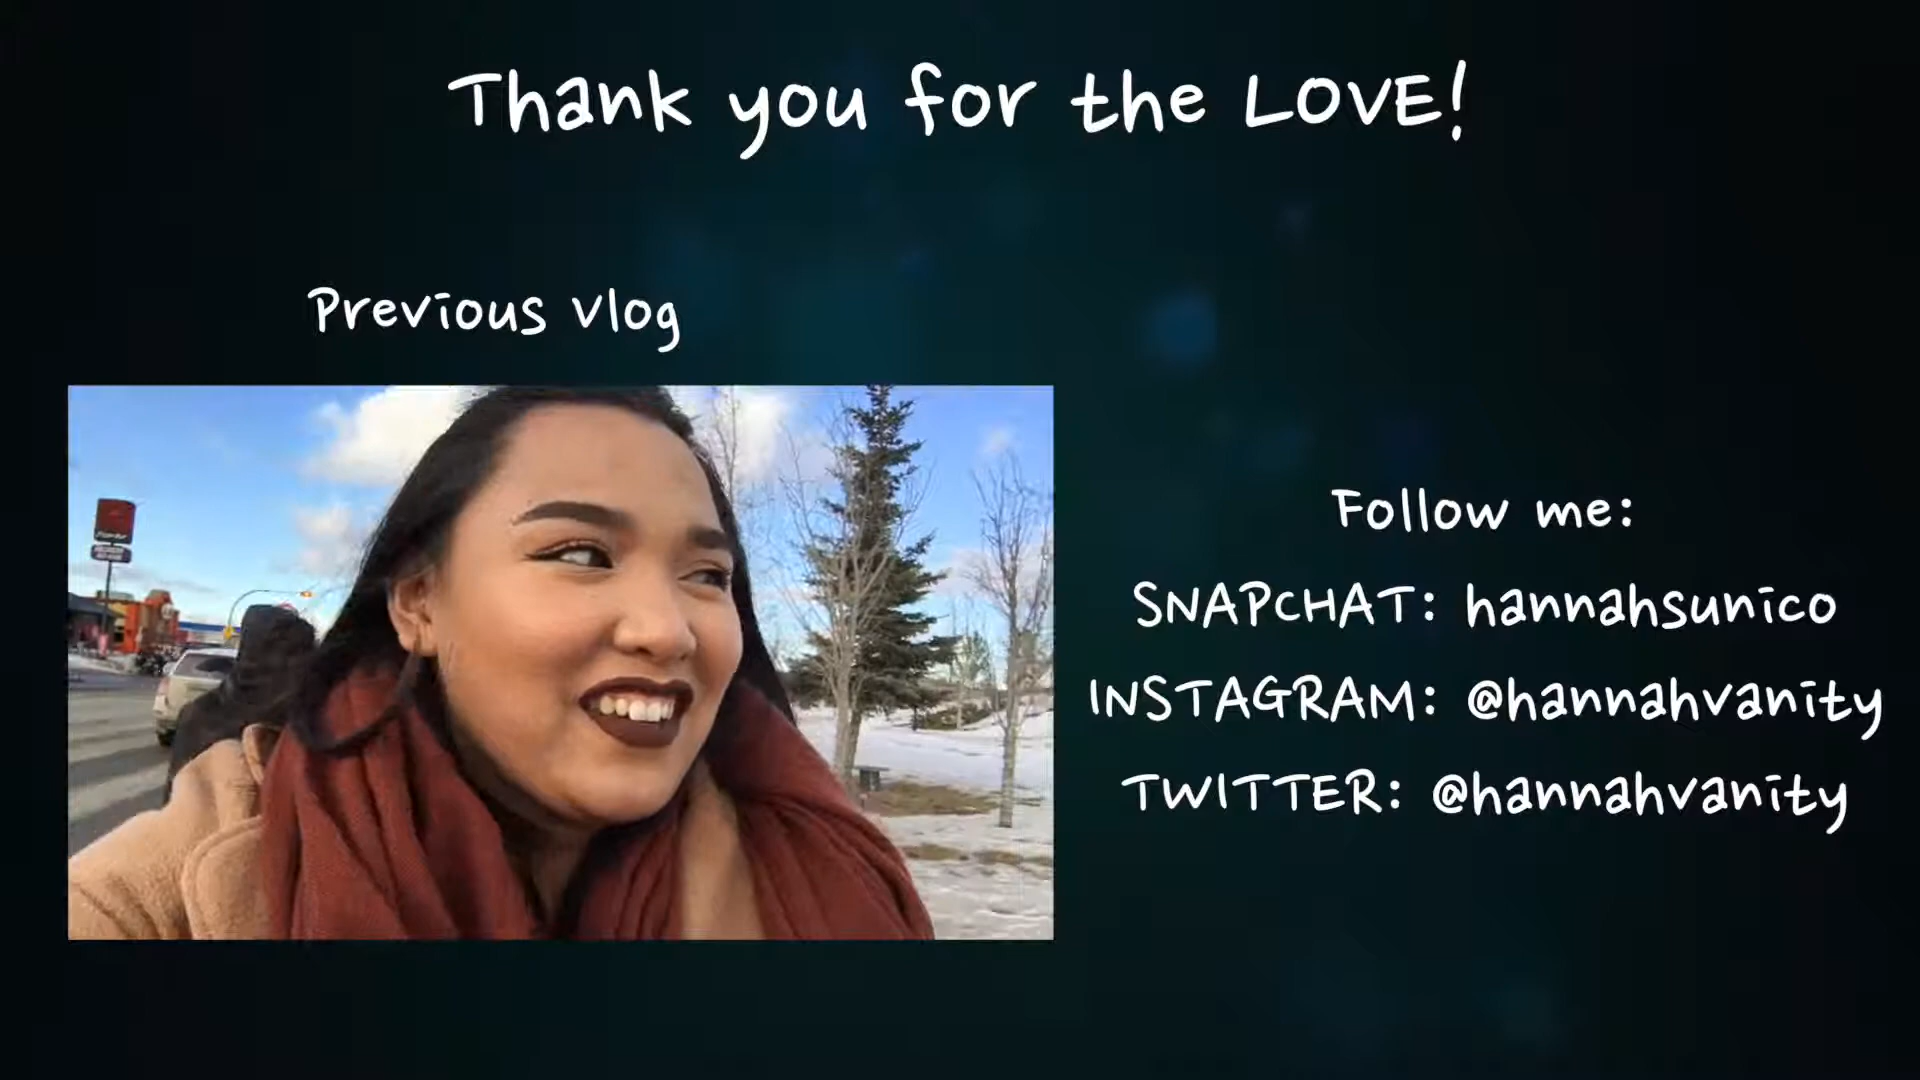 Thank you for the LOVE!
Previous vlog
Follow me:
SNAPCHAT: hannahsunico
INSTAGRAM: @hannahvanity
TWITTER: @hannahvanity